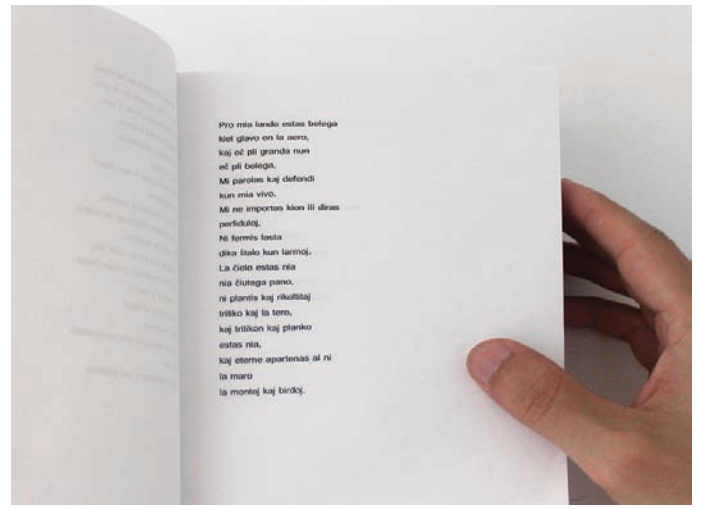 Pro mia lando estas belega
kiel glavo en la aero,
kaj eĉ pli granda nun
eĉ pli belega,
Mi parolas kaj defendi
kun mia vivo.
Mi ne importas kion ili diras
perfiduloj,
Ni fermis lasta
dika ŝtalo kun larmoj.
La ĉielo estas nia
nia ĉiutaga pano,
ni plantis kaj rikoltitaj
kaj la tero,
kaj kaj planko
estas nia,
kaj eterne apartenas al ni
la maro
la montoj kaj birdoj.